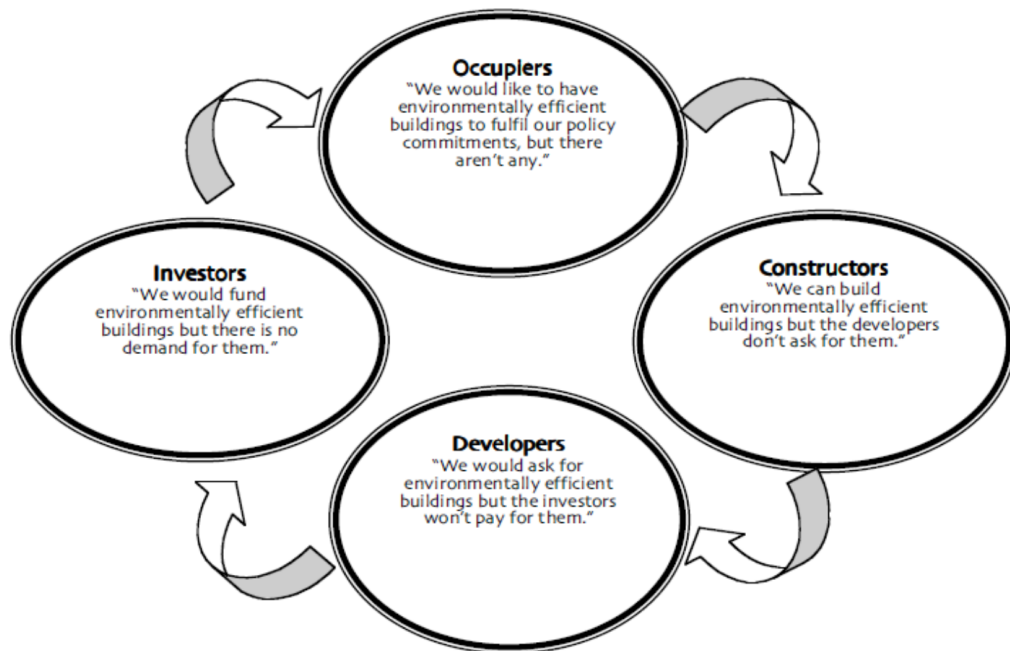 Occupiers
“We would like to have
environmentally efficient
buildings to fulfil our policy
commitments, but there
aren’t any.”
Investors
“We would fund
environmentally efficient
buildings but there is no
demand for them.”
Constructors
“We can build
environmentally efficient
buildings but the developers
don’t ask for them.”
Developers
“We would ask for
environmentally efficient
buildings but the investors
won’t pay for them.”